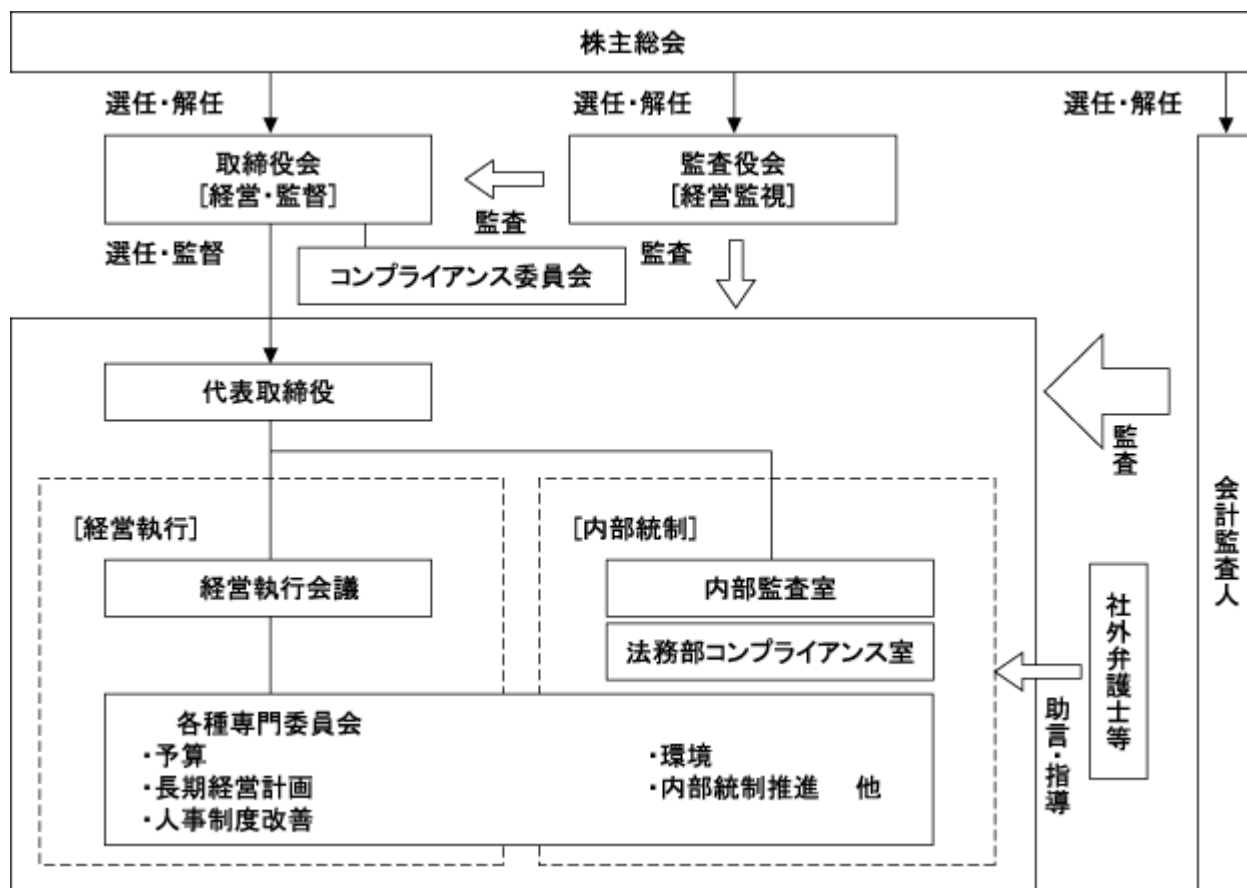 株主総会
選任・解任
選任・解任
選任・解任
取締役会
[経営・監督]
監査役会
[経営監視]
監査
選任・監督
監査
コンプライアンス委員会
代表取締役
監査
会計監査人
[経営執行]
[内部統制]
経営執行会議
内部監査室
法務部コンプライアンス室
社外弁護士等
助言・指導
各種専門委員会
・予算
・長期経営計画
・人事制度改善
・環境
・内部統制推進　他